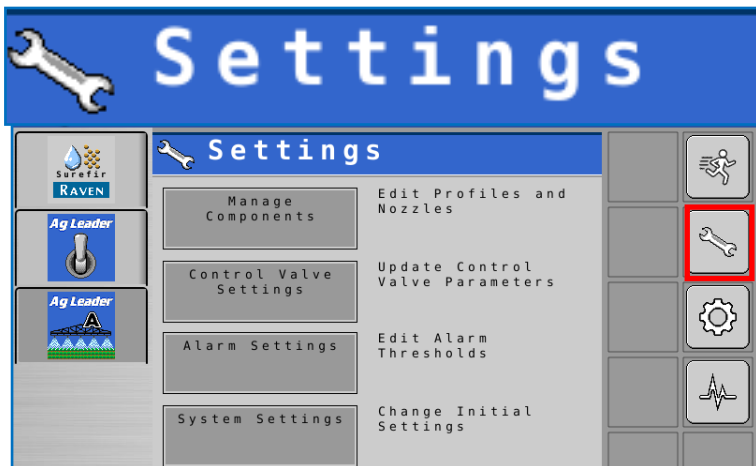 Settings
Settings
Surefir
RAVEN
Manage
Components
Edit Profiles and
Nozzles
Ag Leader
Control Valve
Settings
Update Control
Valve Parameters
Ag Leader
A
Alarm Settings
Edit Alarm
Thresholds
System Settings
Change Initial
Settings